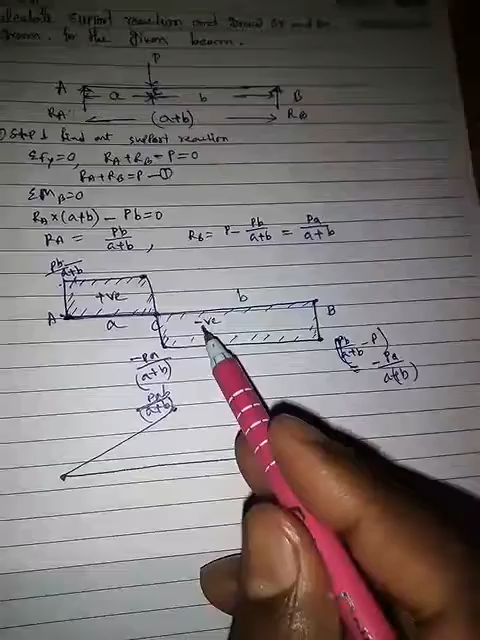 calculate support reaction and draw SF and BM
diagram. for the given beam.
P
A a C b B
RA (a+b) RB
Step 1 find out support reaction
ΣFy=0, RA+RB-P=0
RA+RB=P-①
ΣMB=0
RA×(a+b) - Pb=0
RA = Pb/a+b, RB= P - Pb/a+b = Pa/a+b
Pb/a+b
+ve b
A a C -ve B
-Pa/(a+b) (Pb/a+b -P)
= -Pa/a+b)
Pab/(a+b)